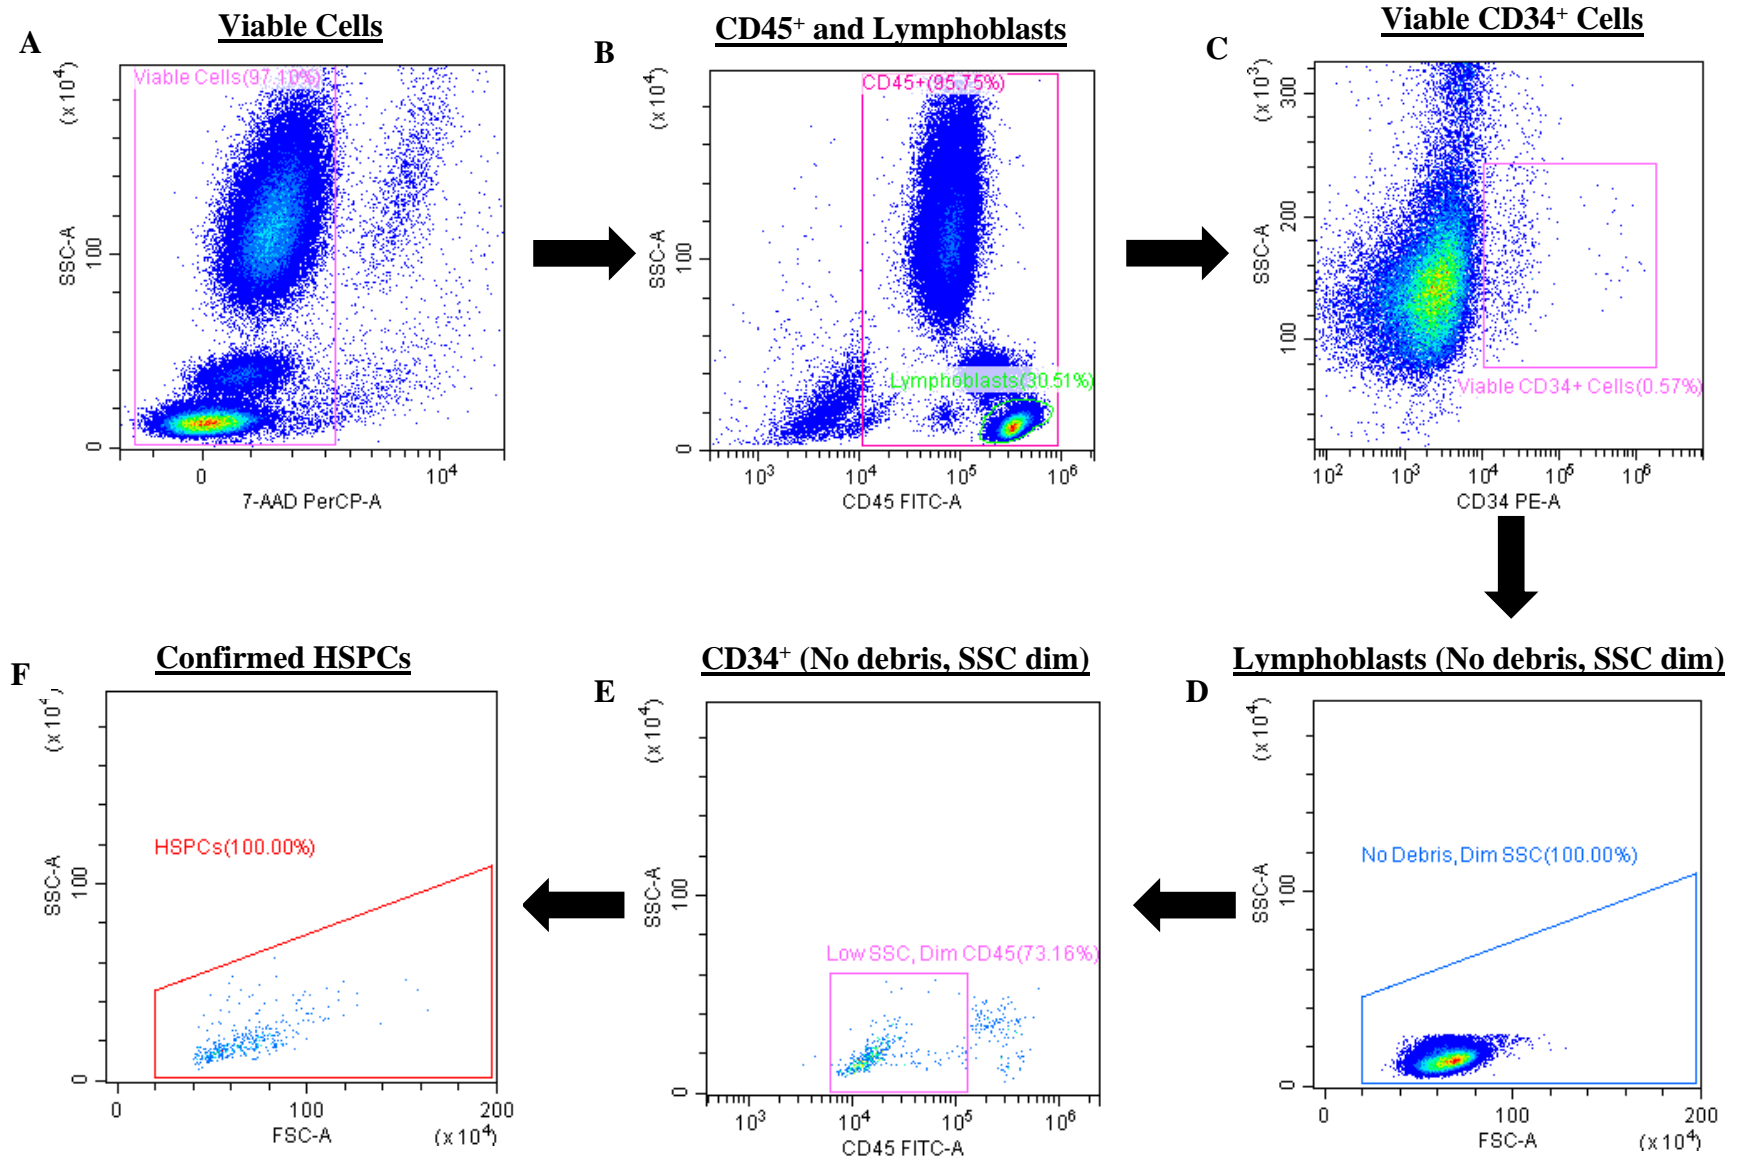 A
Viable Cells
Viable Cells(97.10%)
(x 10⁴)
SSC-A
100
0
0
10⁴
7-AAD PerCP-A
B
CD45⁺ and Lymphoblasts
CD45+(95.75%)
Lymphoblasts(30.51%)
(x 10⁴)
SSC-A
100
0
10³ 10⁴ 10⁵ 10⁶
CD45 FITC-A
C
Viable CD34⁺ Cells
(x 10³)
SSC-A
300
200
100
Viable CD34+ Cells(0.57%)
10² 10³ 10⁴ 10⁵ 10⁶
CD34 PE-A
F
Confirmed HSPCs
(x 10⁴)
HSPCs(100.00%)
SSC-A
100
0
0 100 200
FSC-A (x 10⁴)
E
CD34⁺ (No debris, SSC dim)
(x 10⁴)
SSC-A
100
0
Low SSC, Dim CD45(73.16%)
10³ 10⁴ 10⁵ 10⁶
CD45 FITC-A
D
Lymphoblasts (No debris, SSC dim)
(x 10⁴)
No Debris, Dim SSC(100.00%)
SSC-A
100
0
0 100 200
FSC-A (x 10⁴)